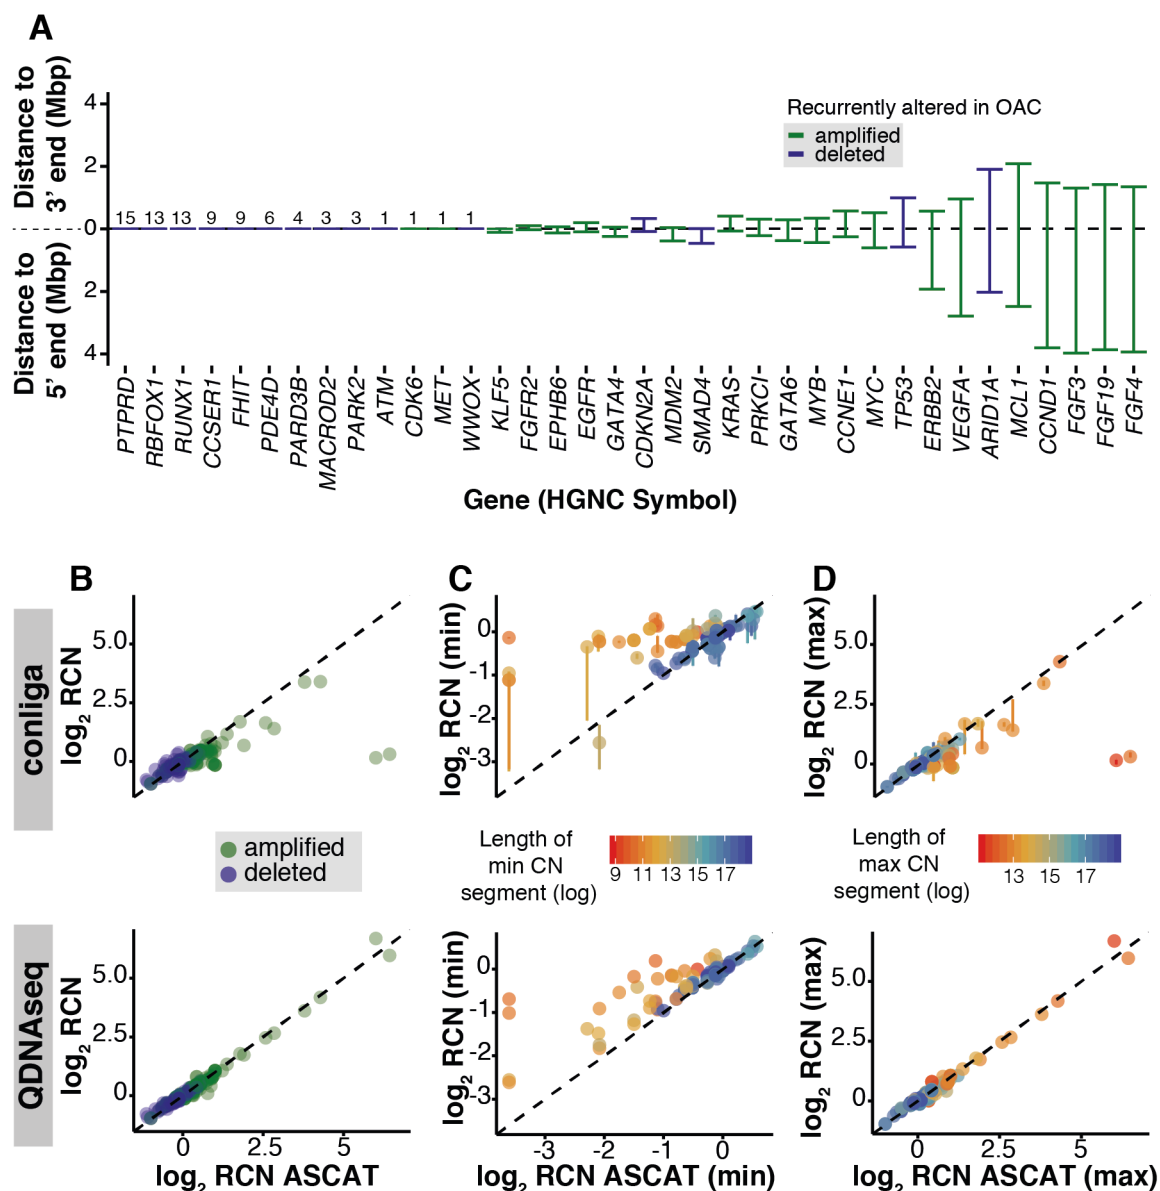 A
Distance to
3’ end (Mbp)
Distance to
5’ end (Mbp)
4
2
0
2
4
Recurrently altered in OAC
amplified
deleted
15 13 13 9 9 6 4 3 3 1 1 1 1
PTPRD
RBFOX1
RUNX1
CCSER1
FHIT
PDE4D
PARD3B
MACROD2
PARK2
ATM
CDK6
MET
WWOX
KLF5
FGFR2
EPHB6
EGFR
GATA4
CDKN2A
MDM2
SMAD4
KRAS
PRKCI
GATA6
MYB
CCNE1
MYC
TP53
ERBB2
VEGFA
ARID1A
MCL1
CCND1
FGF3
FGF19
FGF4
Gene (HGNC Symbol)
B
C
D
conliga
log2 RCN
5.0
2.5
0
log2 RCN (min)
0
-1
-2
-3
log2 RCN (max)
5.0
2.5
0
amplified
deleted
Length of
min CN
segment (log)
9 11 13 15 17
Length of
max CN
segment (log)
13 15 17
QDNAseq
log2 RCN
5.0
2.5
0
log2 RCN (min)
0
-1
-2
-3
log2 RCN (max)
5.0
2.5
0
0 2.5 5
-3 -2 -1 0
0 2.5 5
log2 RCN ASCAT
log2 RCN ASCAT (min)
log2 RCN ASCAT (max)